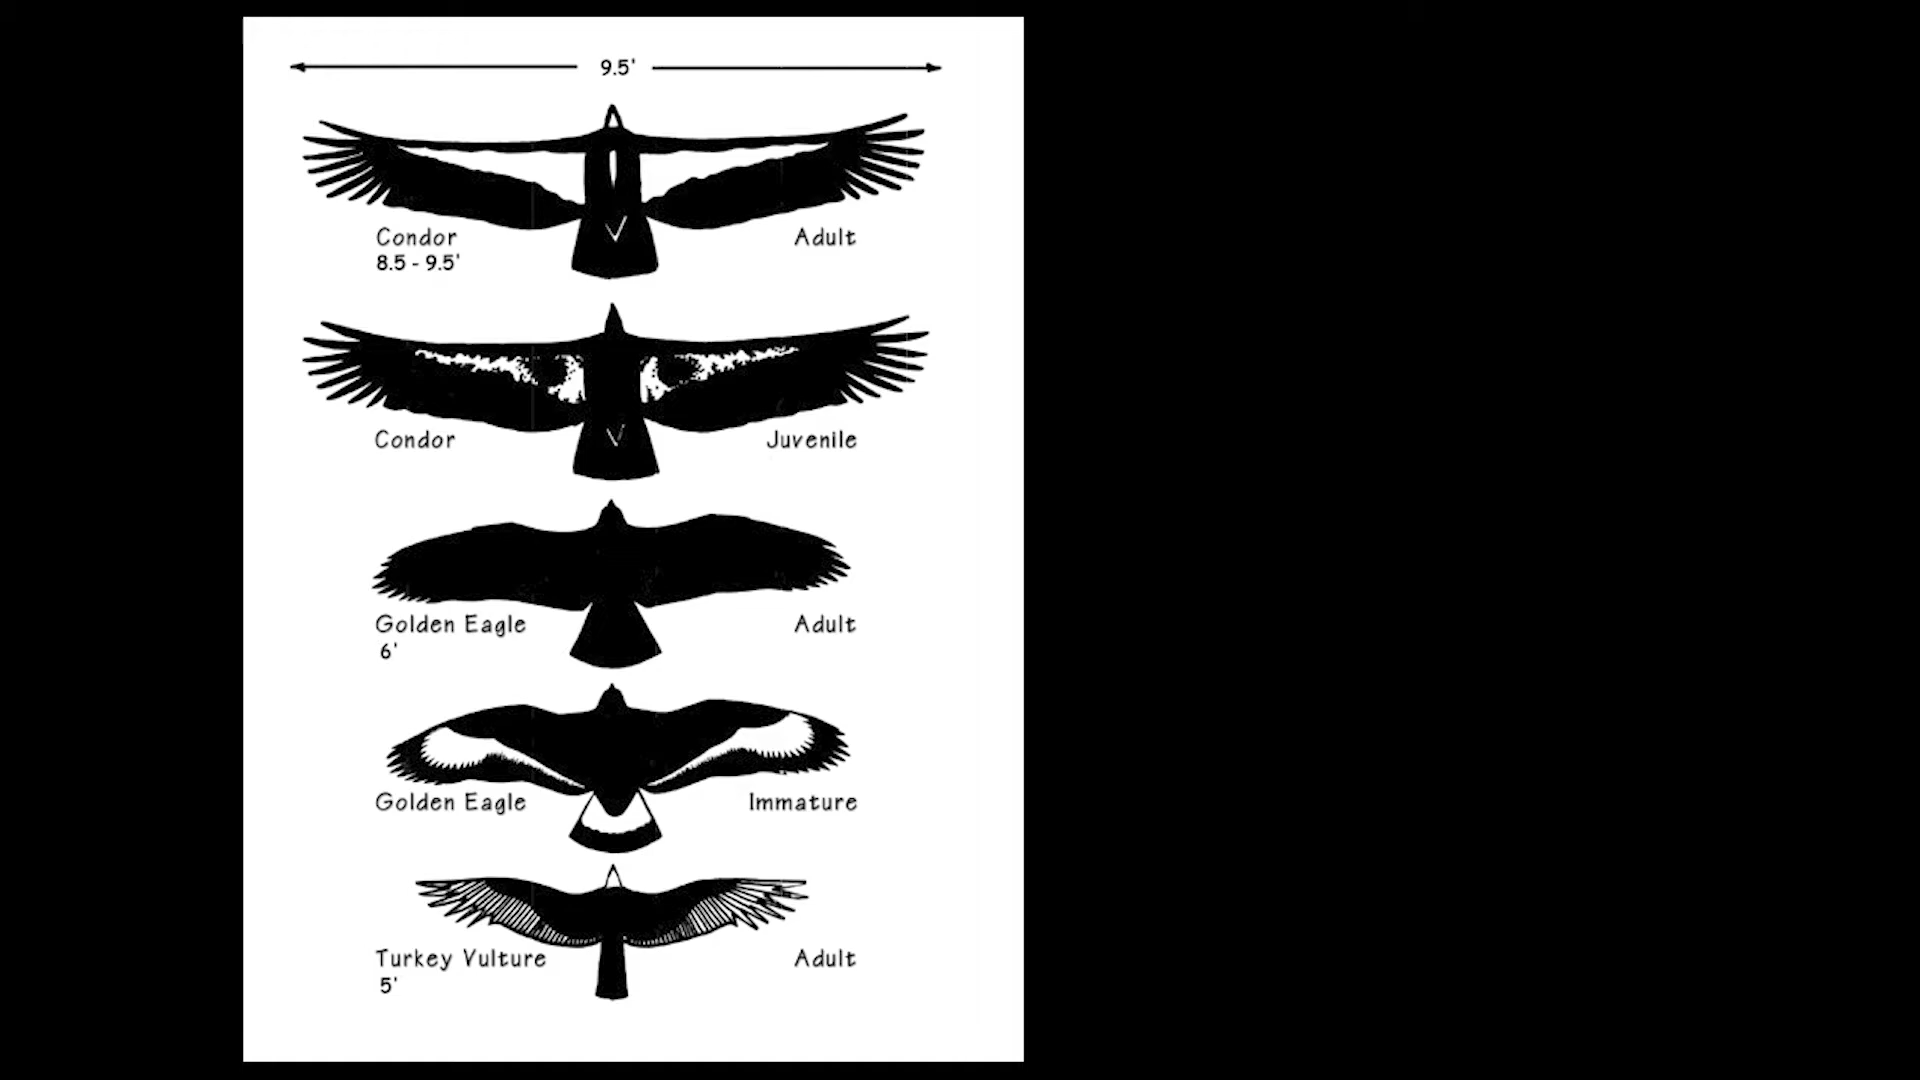 9.5'
Condor Adult
8.5 - 9.5'
Condor Juvenile
Golden Eagle Adult
6'
Golden Eagle Immature
Turkey Vulture Adult
5'